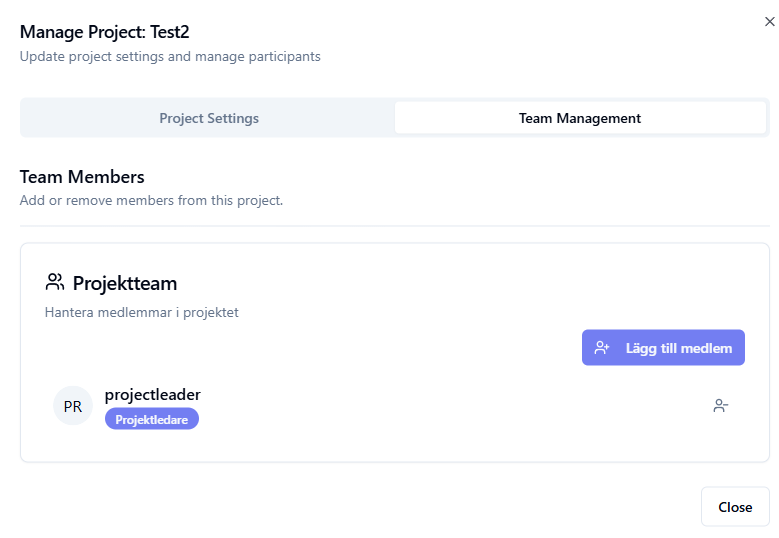 Manage Project: Test2
Update project settings and manage participants
Project Settings
Team Management
Team Members
Add or remove members from this project.
Projektteam
Hantera medlemmar i projektet
Lägg till medlem
PR
projectleader
Projektledare
Close